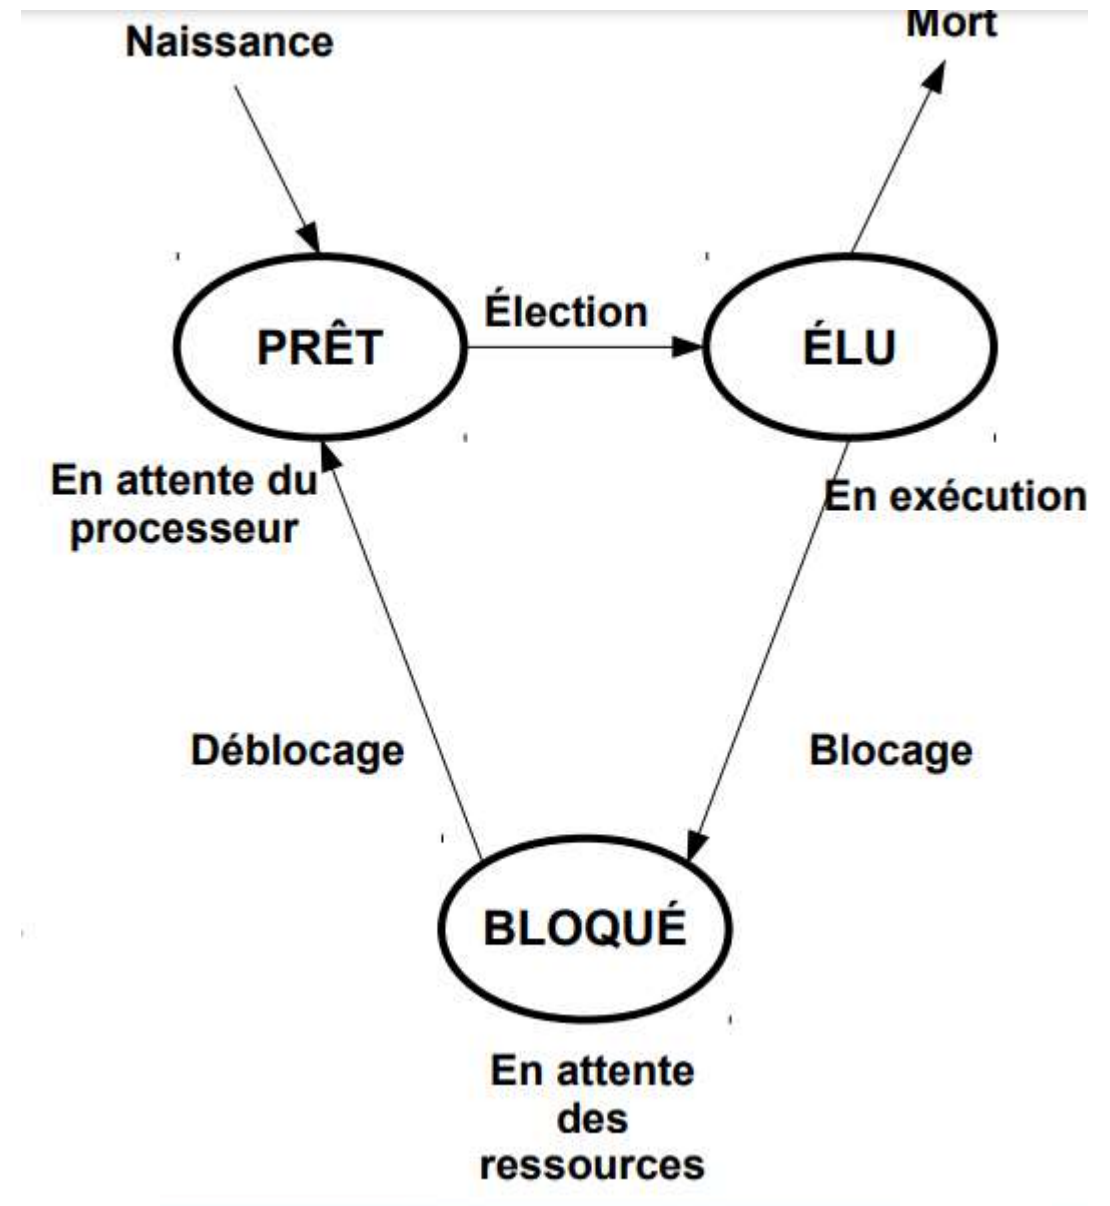 Naissance
Mort
PRÊT
Élection
ÉLU
En attente du
processeur
En exécution
Déblocage
Blocage
BLOQUÉ
En attente
des
ressources